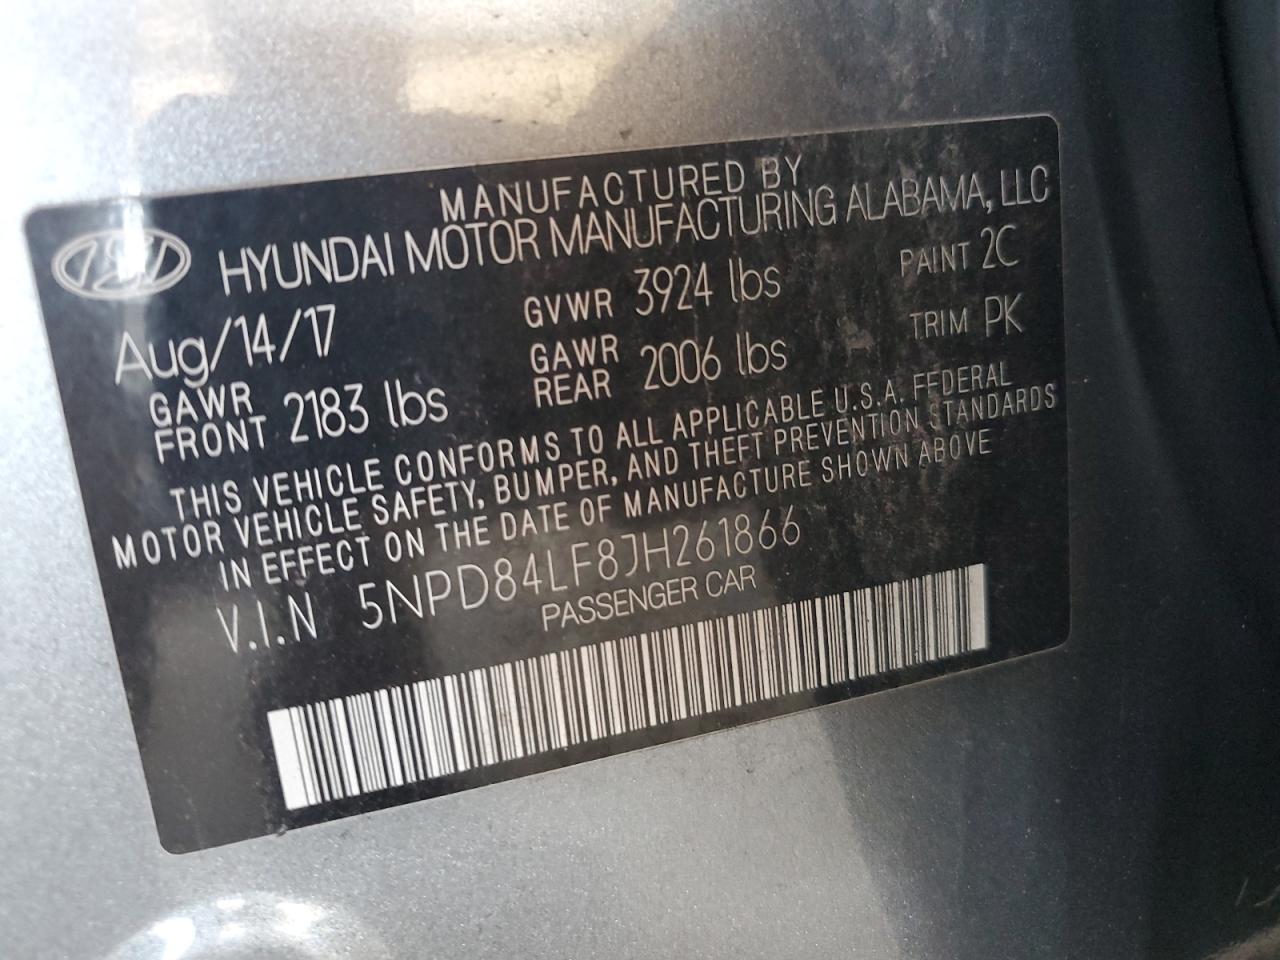 MANUFACTURED BY
HYUNDAI MOTOR MANUFACTURING ALABAMA, LLC
Aug/14/17 GVWR 3924 lbs PAINT 2C
GAWR FRONT 2183 lbs GAWR REAR 2006 lbs TRIM PK
THIS VEHICLE CONFORMS TO ALL APPLICABLE U.S.A. FEDERAL
MOTOR VEHICLE SAFETY, BUMPER, AND THEFT PREVENTION STANDARDS
IN EFFECT ON THE DATE OF MANUFACTURE SHOWN ABOVE
V.I.N 5NPD84LF8JH261866
PASSENGER CAR